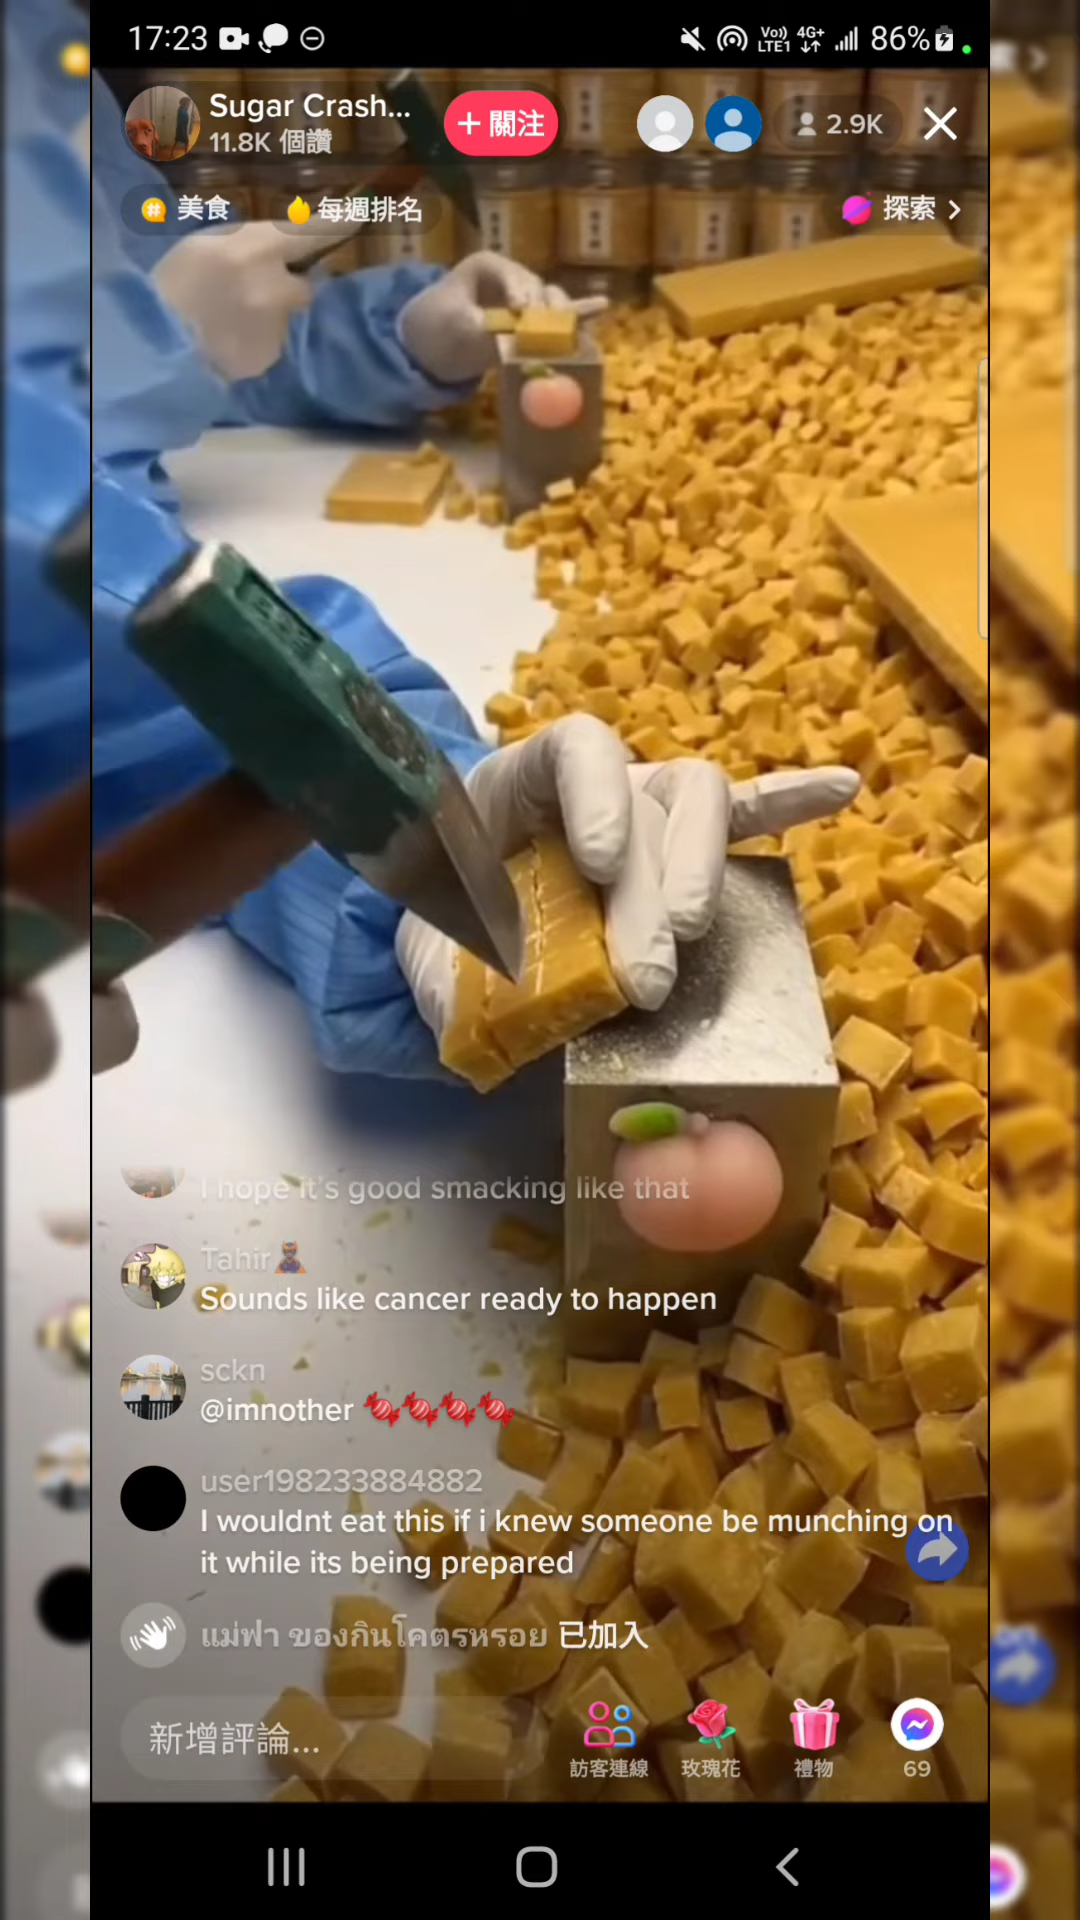 17:23
Vo)) LTE1 4G+ 86%
Sugar Crash...
11.8K 個讚
+ 關注
2.9K
美食
每週排名
探索
I hope it's good smacking like that
Tahir
Sounds like cancer ready to happen
sckn
@imnother
user198233884882
I wouldnt eat this if i knew someone be munching on
it while its being prepared
แม่ฟา ของกินโคตรหรอย 已加入
新增評論...
訪客連線
玫瑰花
禮物
69